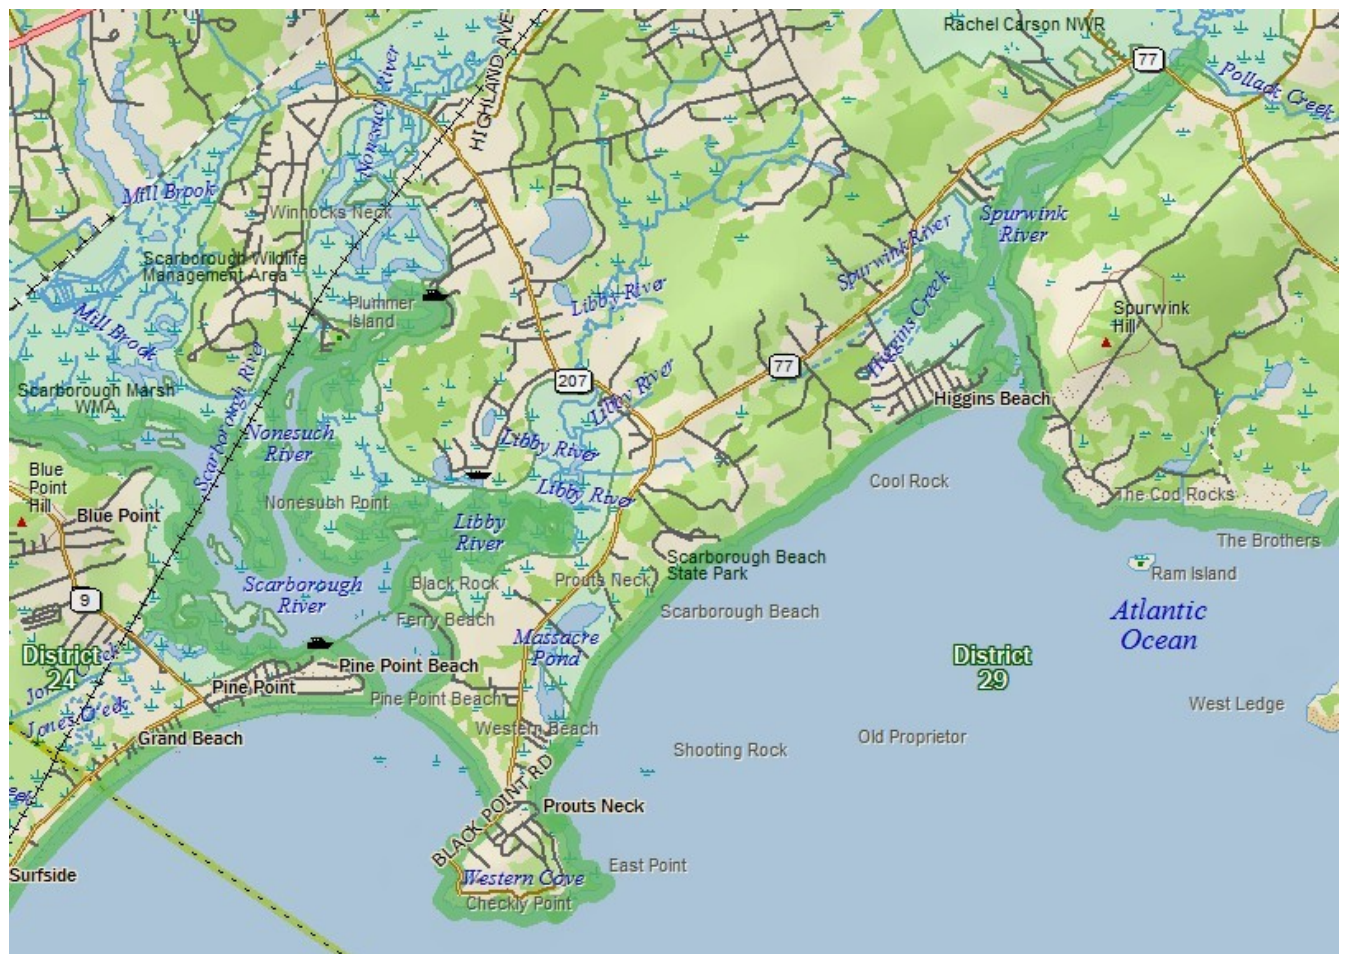 Rachel Carson NWR
77
Pollack Creek
HIGHLAND AVE
Nonesuch River
Mill Brook
Winnocks Neck
Spurwink
River
Scarborough Wildlife
Management Area
Spurwink River
Libby River
Higgins Creek
Plummer
Island
Spurwink
Hill
Mill Brook
Scarborough River
77
207
Scarborough Marsh
WMA
Libby River
Higgins Beach
Nonesuch
River
Libby River
Blue
Point
Hill
Cool Rock
Libby River
The Cod Rocks
Nonesuch Point
Blue Point
Libby
River
The Brothers
Scarborough Beach
State Park
Ram Island
Scarborough
River
Black Rock
Prouts Neck
9
Ferry Beach
Scarborough Beach
Atlantic
Ocean
Massacre
Pond
District
24
District
29
Pine Point Beach
Pine Point
Pine Point Beach
Jones Creek
West Ledge
Western Beach
Grand Beach
Shooting Rock
Old Proprietor
BLACK POINT RD
Prouts Neck
East Point
Surfside
Western Cove
Checkly Point